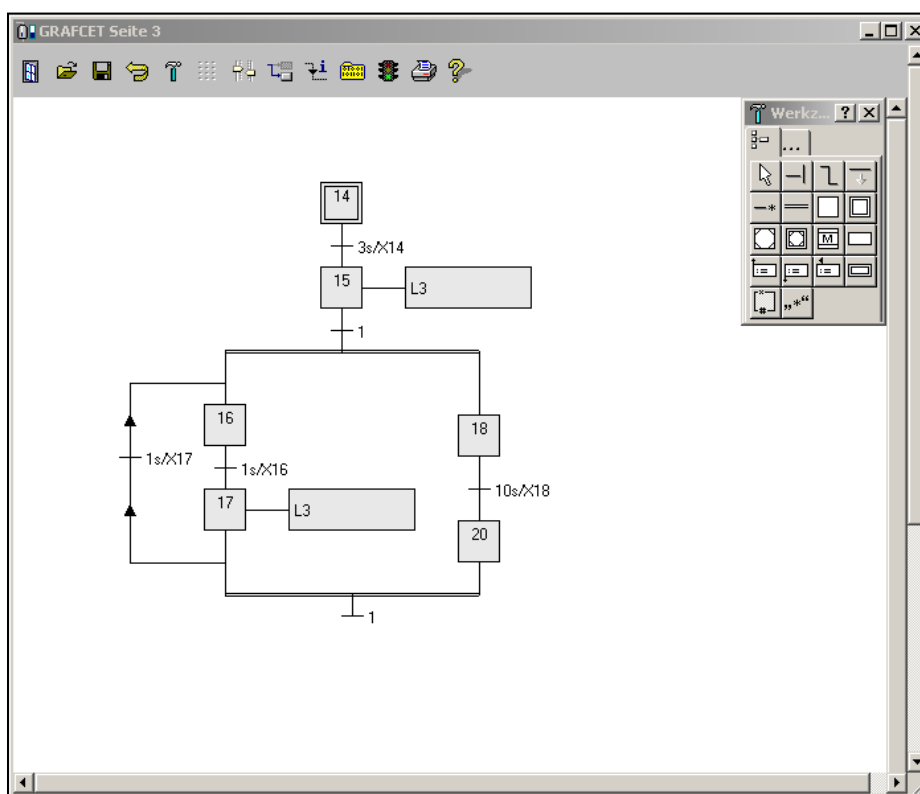 GRAFCET Seite 3
Werkz...
...
M
:= := :=
[*#] „*“
14
3s/X14
15 L3
1
16
18
1s/X17
1s/X16
10s/X18
17 L3
20
1